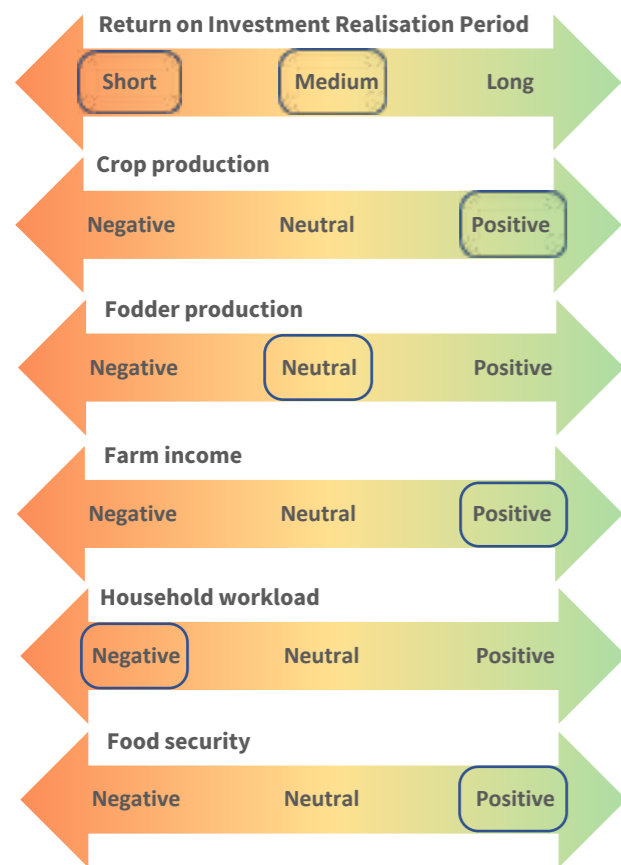 Return on Investment Realisation Period
Short Medium Long
Crop production
Negative Neutral Positive
Fodder production
Negative Neutral Positive
Farm income
Negative Neutral Positive
Household workload
Negative Neutral Positive
Food security
Negative Neutral Positive